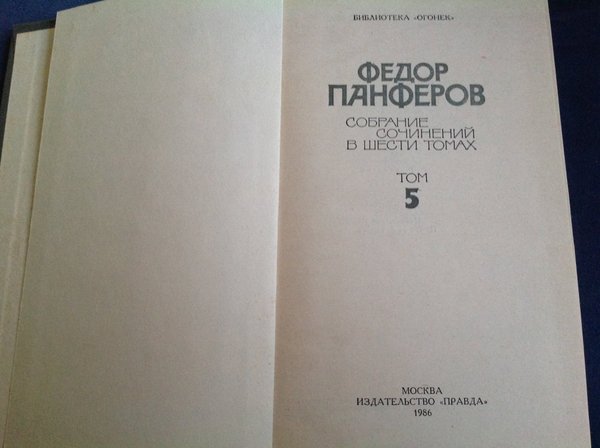 БИБЛИОТЕКА «ОГОНЕК»
ФЕДОР
ПАНФЕРОВ
СОБРАНИЕ
СОЧИНЕНИЙ
В ШЕСТИ ТОМАХ
ТОМ
5
МОСКВА
ИЗДАТЕЛЬСТВО «ПРАВДА»
1986